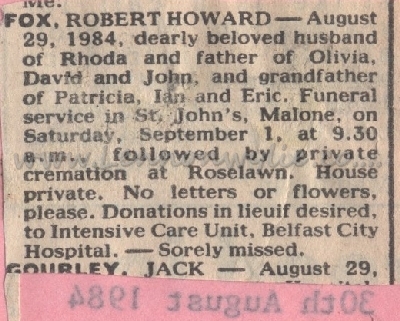 Me.
FOX, ROBERT HOWARD — August
29, 1984, dearly beloved husband
of Rhoda and father of Olivia,
David and John, and grandfather
of Patricia, Ian and Eric. Funeral
service in St. John's, Malone, on
Saturday, September 1, at 9.30
a.m., followed by private
cremation at Roselawn. House
private. No letters or flowers,
please. Donations in lieuif desired,
to Intensive Care Unit, Belfast City
Hospital. — Sorely missed.
GOURLEY, JACK — August 29,
Hospital
30th August 1984